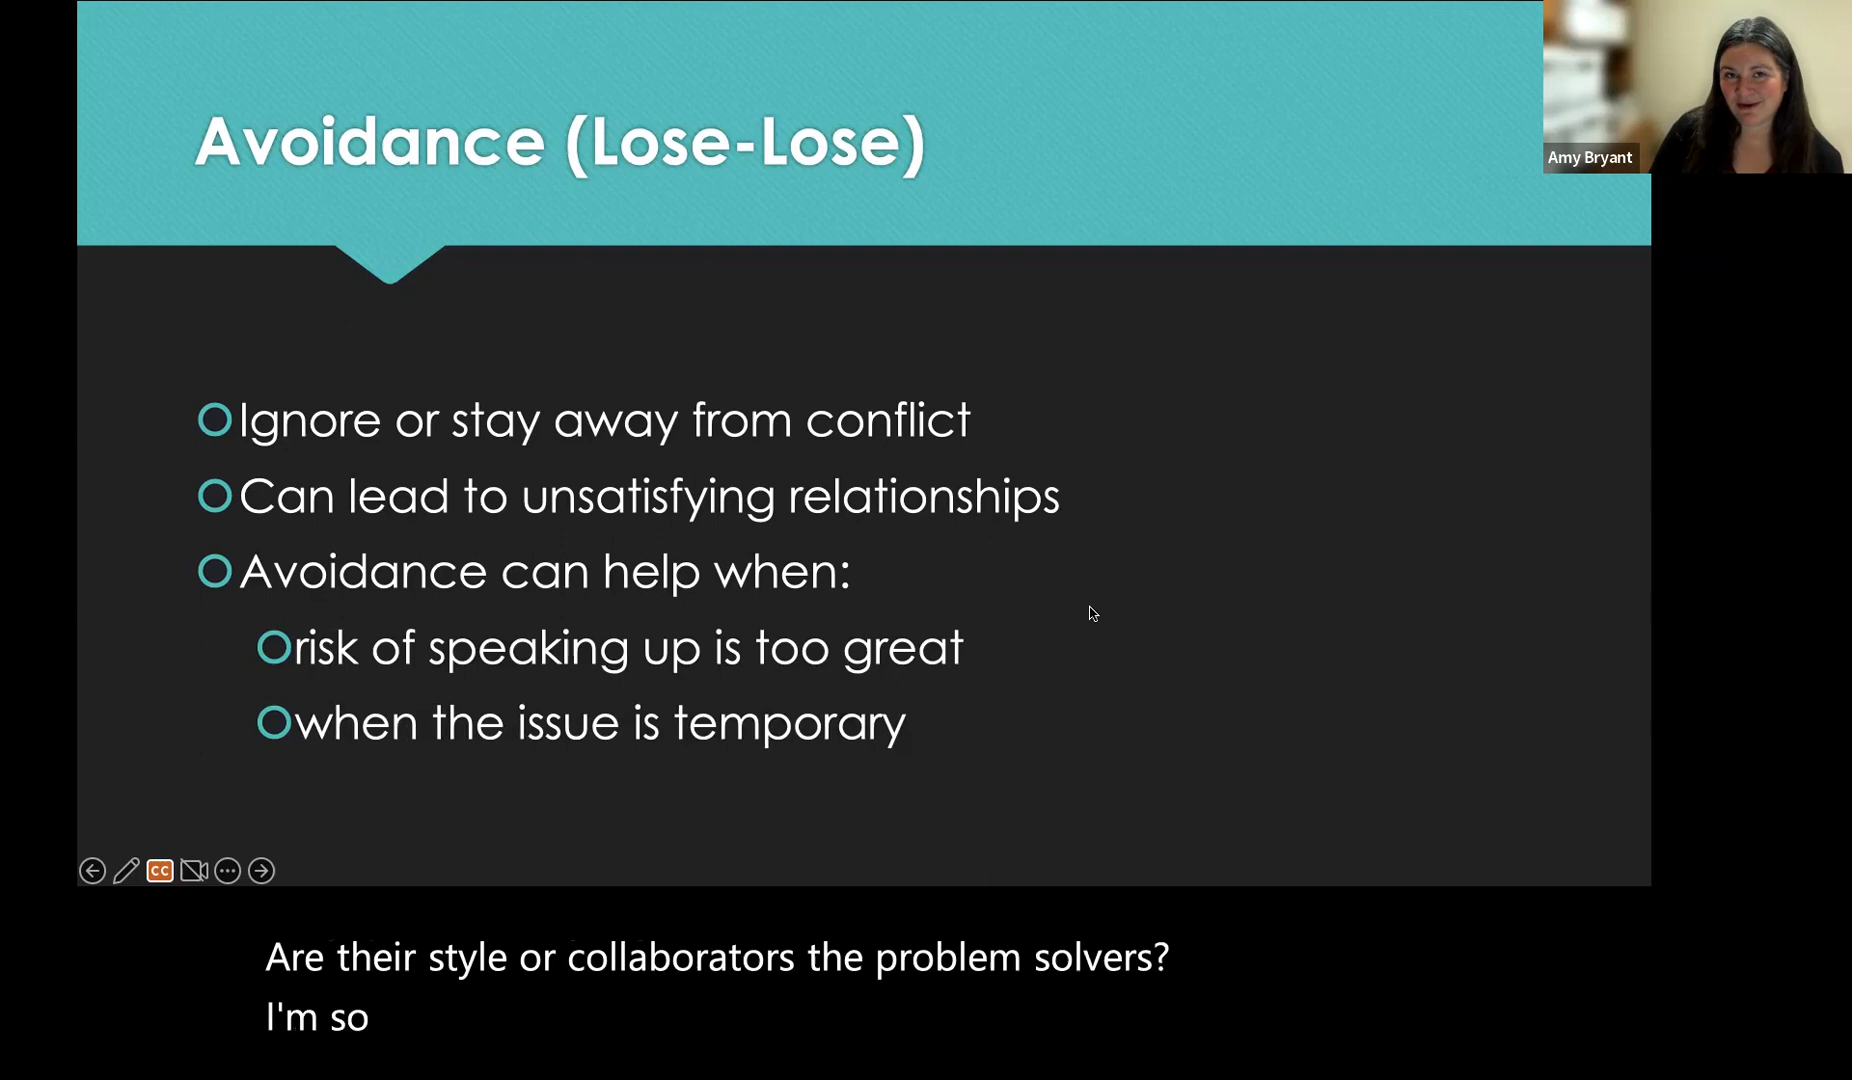 Avoidance (Lose-Lose)
Amy Bryant
Ignore or stay away from conflict
Can lead to unsatisfying relationships
Avoidance can help when:
risk of speaking up is too great
when the issue is temporary
CC
Are their style or collaborators the problem solvers?
I'm so